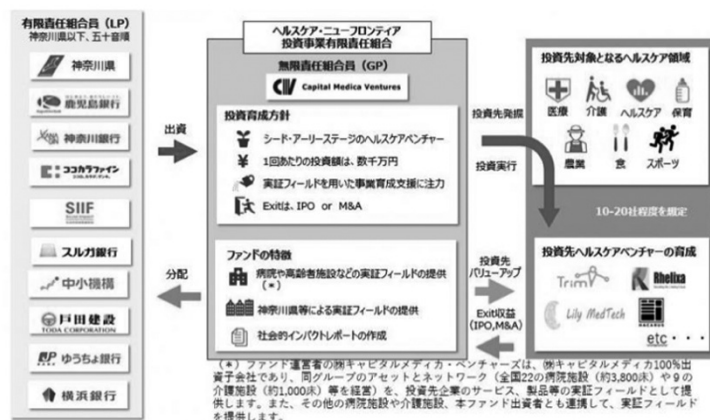 有限責任組合員（LP）
神奈川県以下、五十音順
神奈川県
鹿児島銀行
神奈川銀行
ココカラファイン
SIIF
スルガ銀行
中小機構
戸田建設
TODA CORPORATION
ゆうちょ銀行
横浜銀行
出資
分配
ヘルスケア・ニューフロンティア
投資事業有限責任組合
無限責任組合員（GP）
Capital Medica Ventures
投資育成方針
シード・アーリーステージのヘルスケアベンチャー
¥ 1回あたりの投資額は、数千万円
実証フィールドを用いた事業育成支援に注力
Exitは、IPO or M&A
ファンドの特徴
病院や高齢者施設などの実証フィールドの提供
（*）
神奈川県等による実証フィールドの提供
社会的インパクトレポートの作成
投資先発掘
投資実行
投資先
バリューアップ
Exit収益
(IPO,M&A)
投資先対象となるヘルスケア領域
医療 介護 ヘルスケア 保育
農業 食 スポーツ
10-20社程度を選定
投資先ヘルスケアベンチャーの育成
Trim
Rhelixa
Lily MedTech
MACARON
etc・・・
（*）ファンド運営者の㈱キャピタルメディカ・ベンチャーズは、㈱キャピタルメディカ100%出
資子会社であり、同グループのアセットとネットワーク（全国22の病院施設（約3,800床）や9の
介護施設（約1,000床）等を経営）を、投資先企業のサービス、製品等の実証フィールドとして提
供します。また、その他の病院施設や介護施設、本ファンド出資者とも連携して、実証フィールド
を提供します。